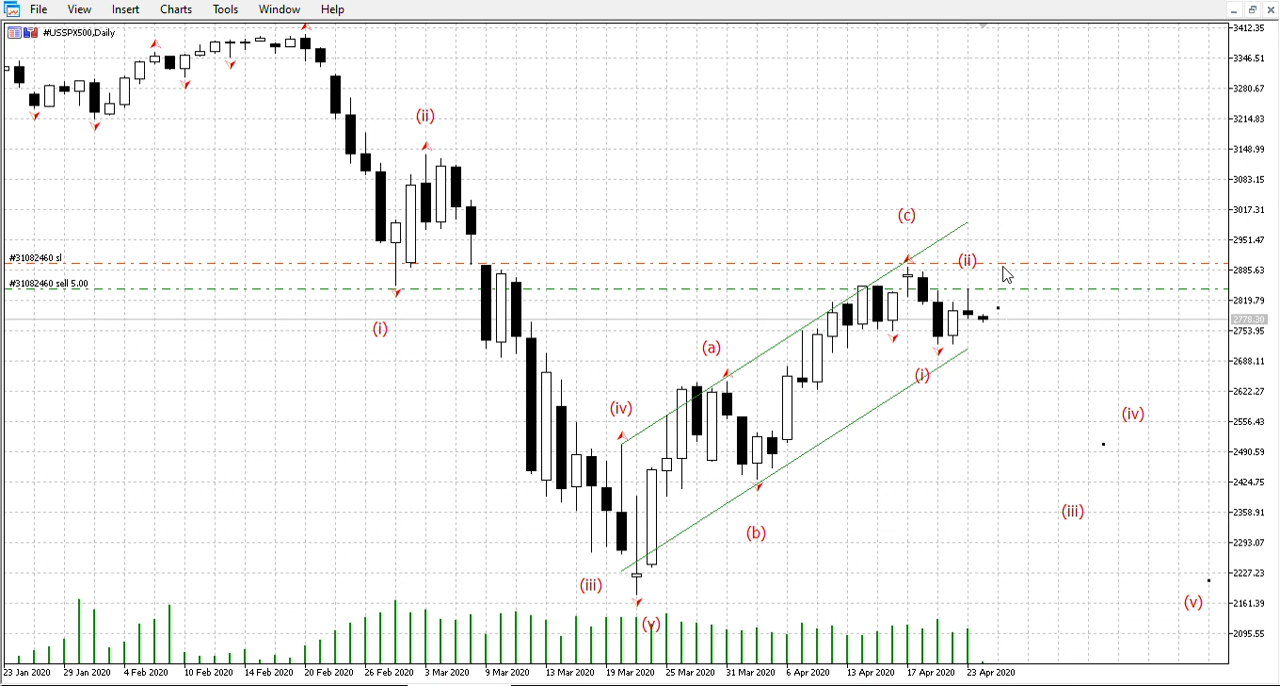 File View Insert Charts Tools Window Help
#USSPX500,Daily
3412.35
3346.51
3280.67
3214.83
3148.99
3083.15
3017.31
2951.47
2885.63
2819.79
2778.30
2753.95
2688.11
2622.27
2556.43
2490.59
2424.75
2358.91
2293.07
2227.23
2161.39
2095.55
(ii)
(c)
#31082460 sl
(ii)
#31082460 sell 5.00
(i)
(a)
(i)
(iv)
(iv)
(iii)
(b)
(iii)
(v)
(v)
23 Jan 2020 29 Jan 2020 4 Feb 2020 10 Feb 2020 14 Feb 2020 20 Feb 2020 26 Feb 2020 3 Mar 2020 9 Mar 2020 13 Mar 2020 19 Mar 2020 25 Mar 2020 31 Mar 2020 6 Apr 2020 13 Apr 2020 17 Apr 2020 23 Apr 2020